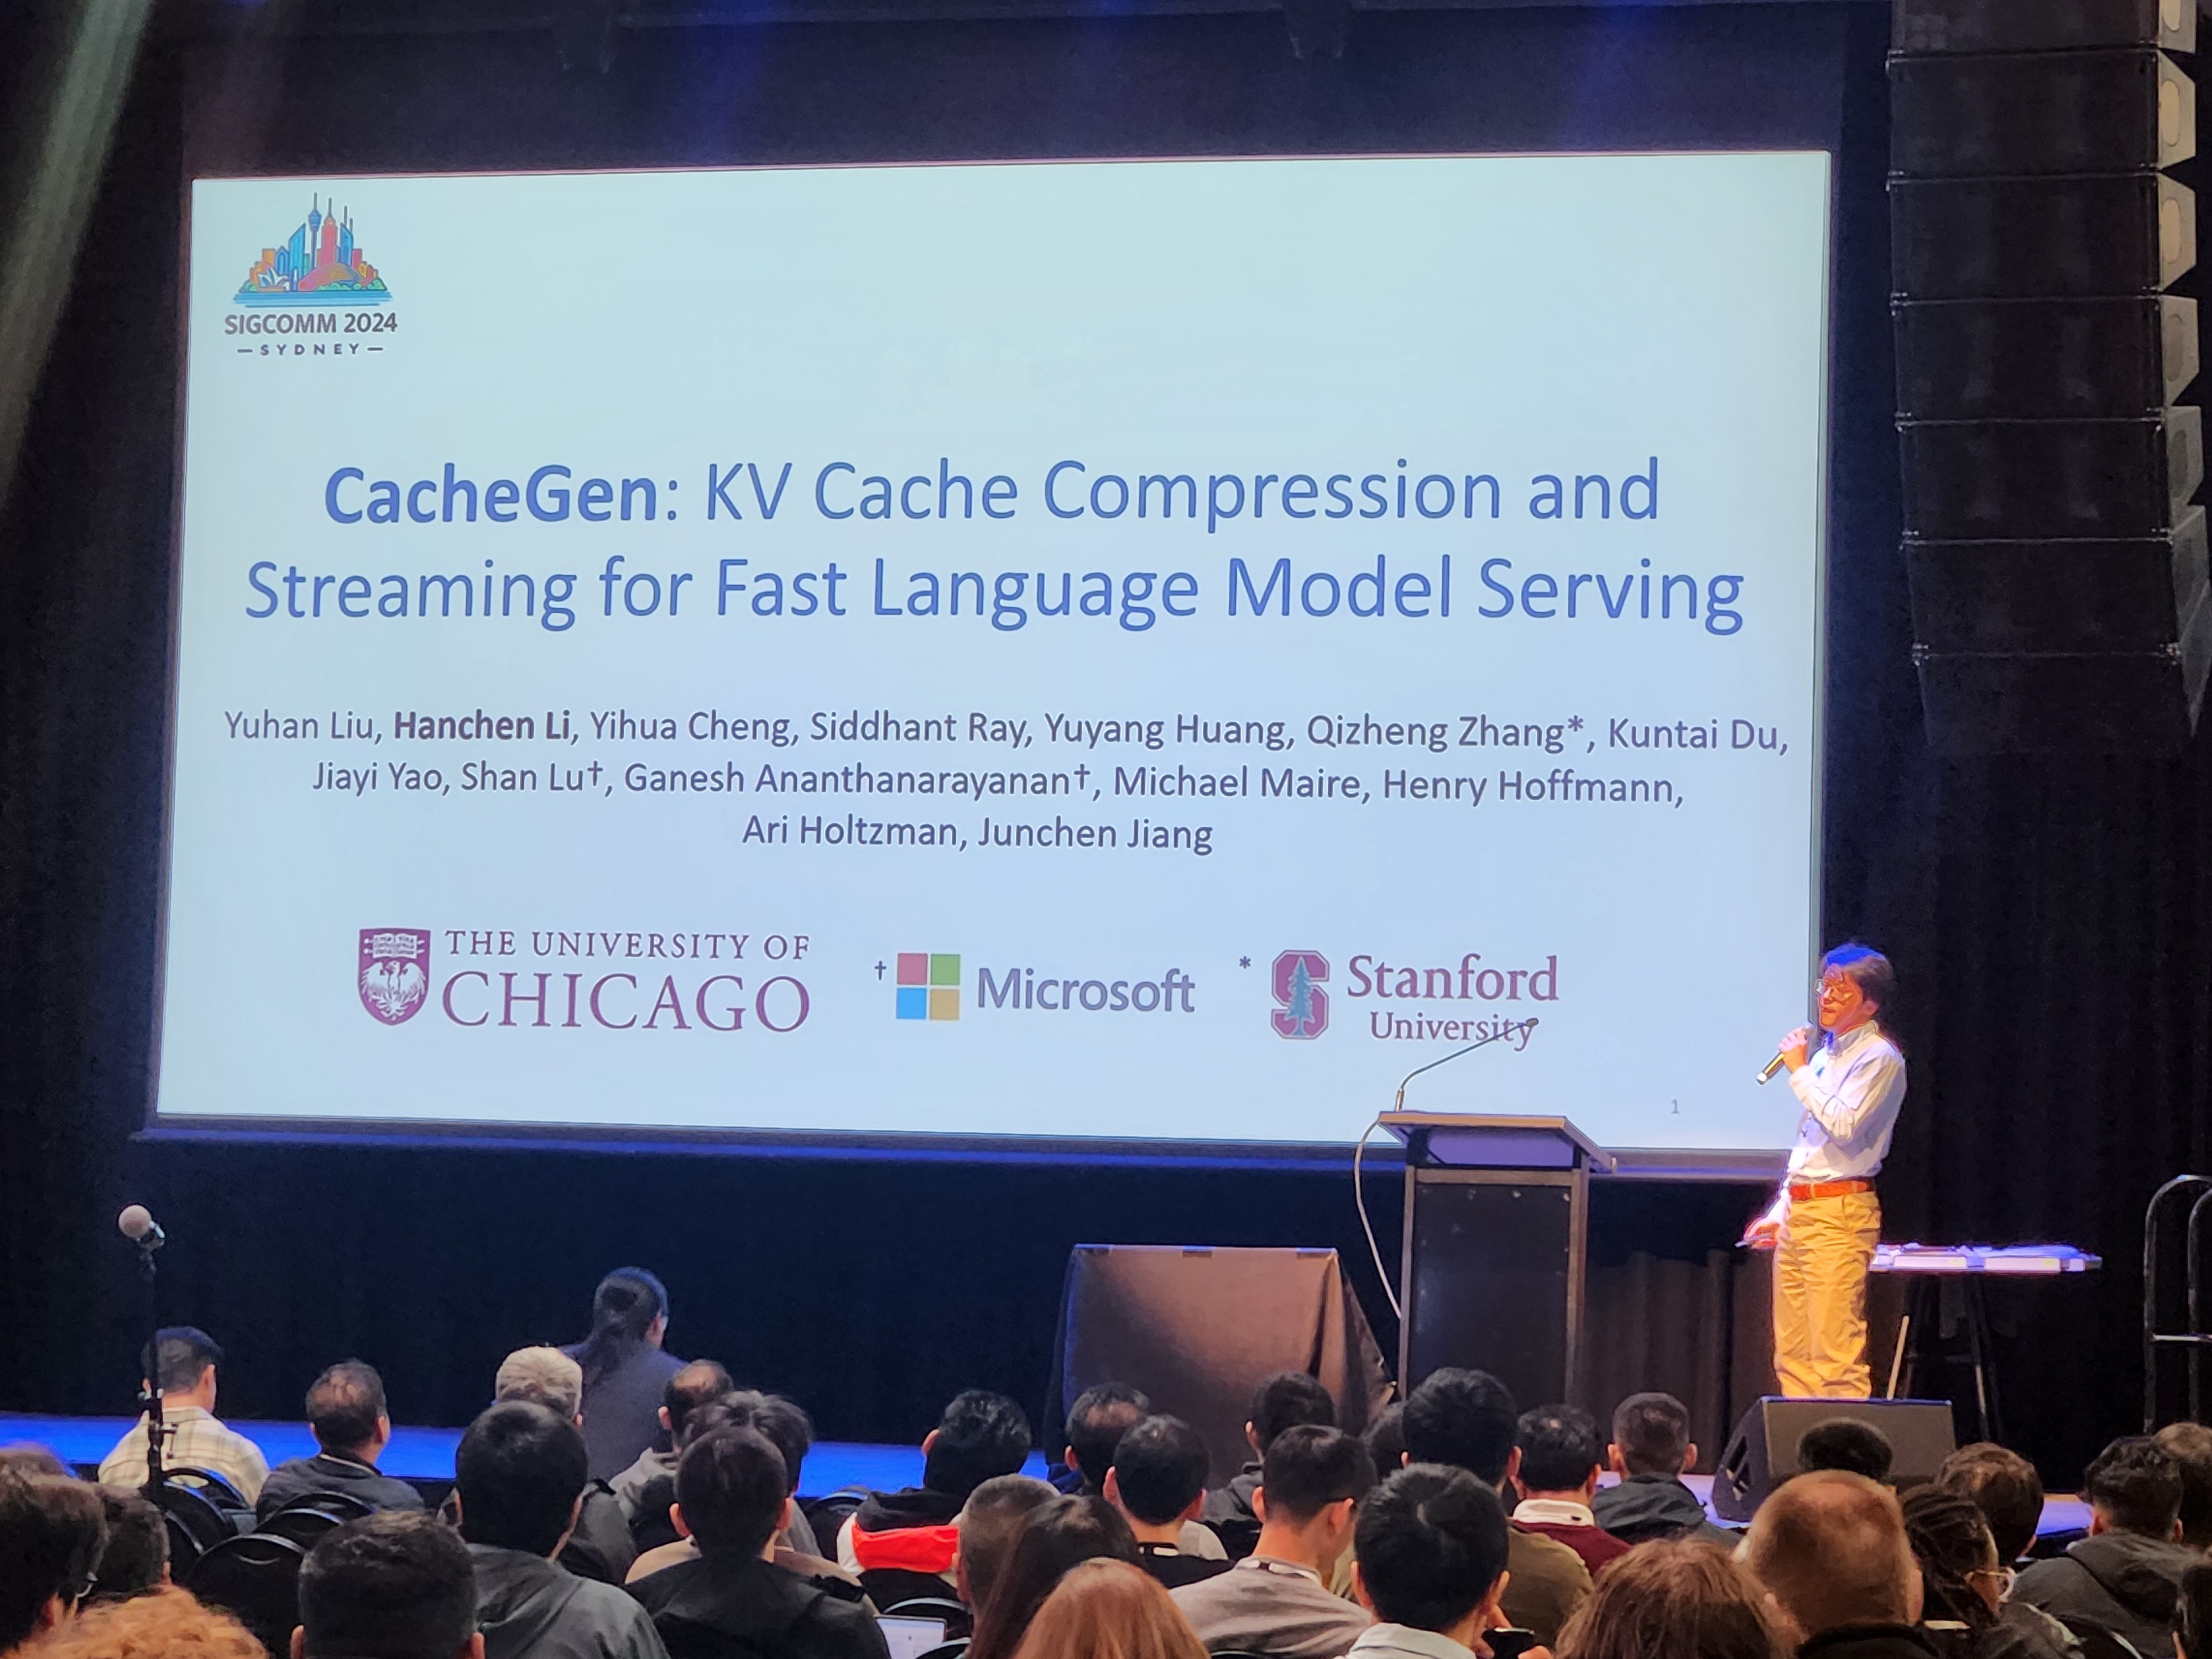 SIGCOMM 2024
— SYDNEY —
CacheGen: KV Cache Compression and
Streaming for Fast Language Model Serving
Yuhan Liu, Hanchen Li, Yihua Cheng, Siddhant Ray, Yuyang Huang, Qizheng Zhang*, Kuntai Du,
Jiayi Yao, Shan Lu†, Ganesh Ananthanarayanan†, Michael Maire, Henry Hoffmann,
Ari Holtzman, Junchen Jiang
THE UNIVERSITY OF
CHICAGO
† Microsoft
* Stanford
University
1